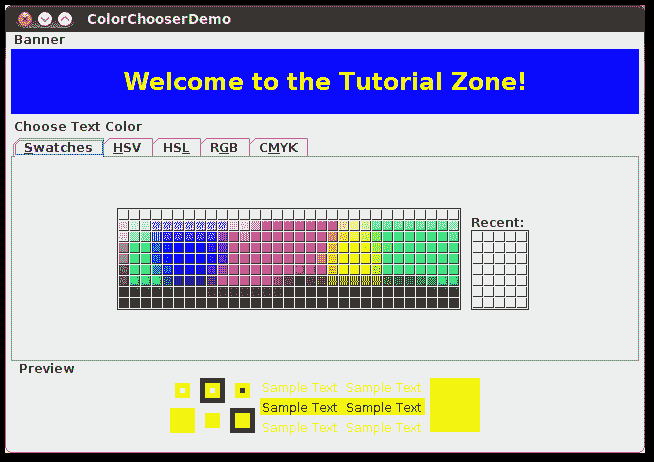 ColorChooserDemo
Banner
Welcome to the Tutorial Zone!
Choose Text Color
Swatches HSV HSL RGB CMYK
Recent:
Preview
Sample Text Sample Text
Sample Text Sample Text
Sample Text Sample Text